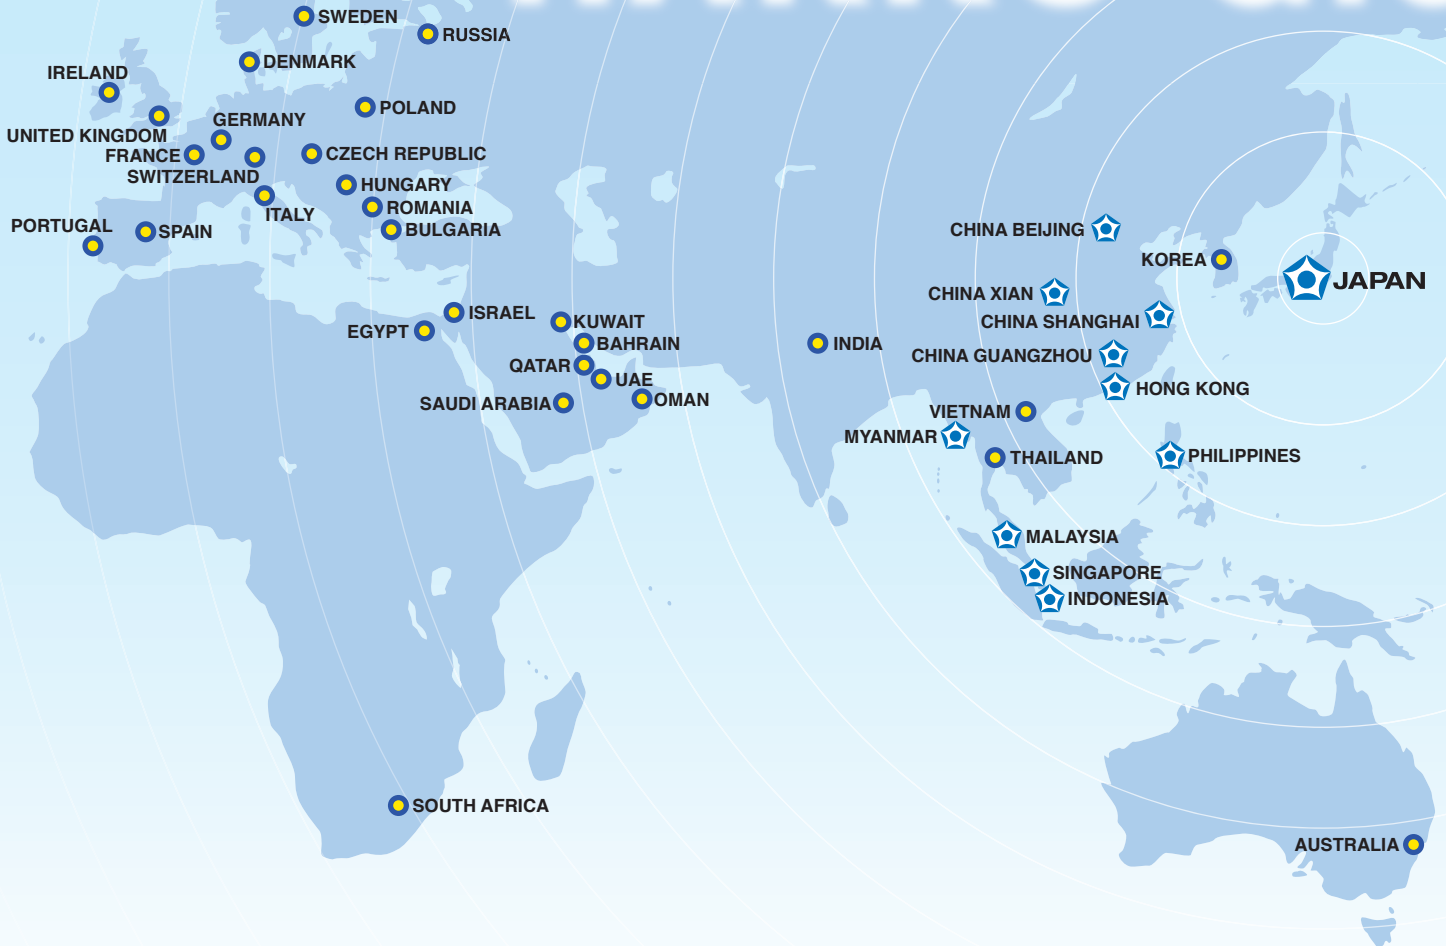 SWEDEN
RUSSIA
DENMARK
IRELAND
POLAND
GERMANY
UNITED KINGDOM
FRANCE
CZECH REPUBLIC
SWITZERLAND
HUNGARY
ROMANIA
ITALY
PORTUGAL
SPAIN
BULGARIA
CHINA BEIJING
KOREA
JAPAN
CHINA XIAN
ISRAEL
KUWAIT
CHINA SHANGHAI
EGYPT
BAHRAIN
INDIA
CHINA GUANGZHOU
QATAR
UAE
HONG KONG
SAUDI ARABIA
OMAN
VIETNAM
MYANMAR
THAILAND
PHILIPPINES
MALAYSIA
SINGAPORE
INDONESIA
SOUTH AFRICA
AUSTRALIA